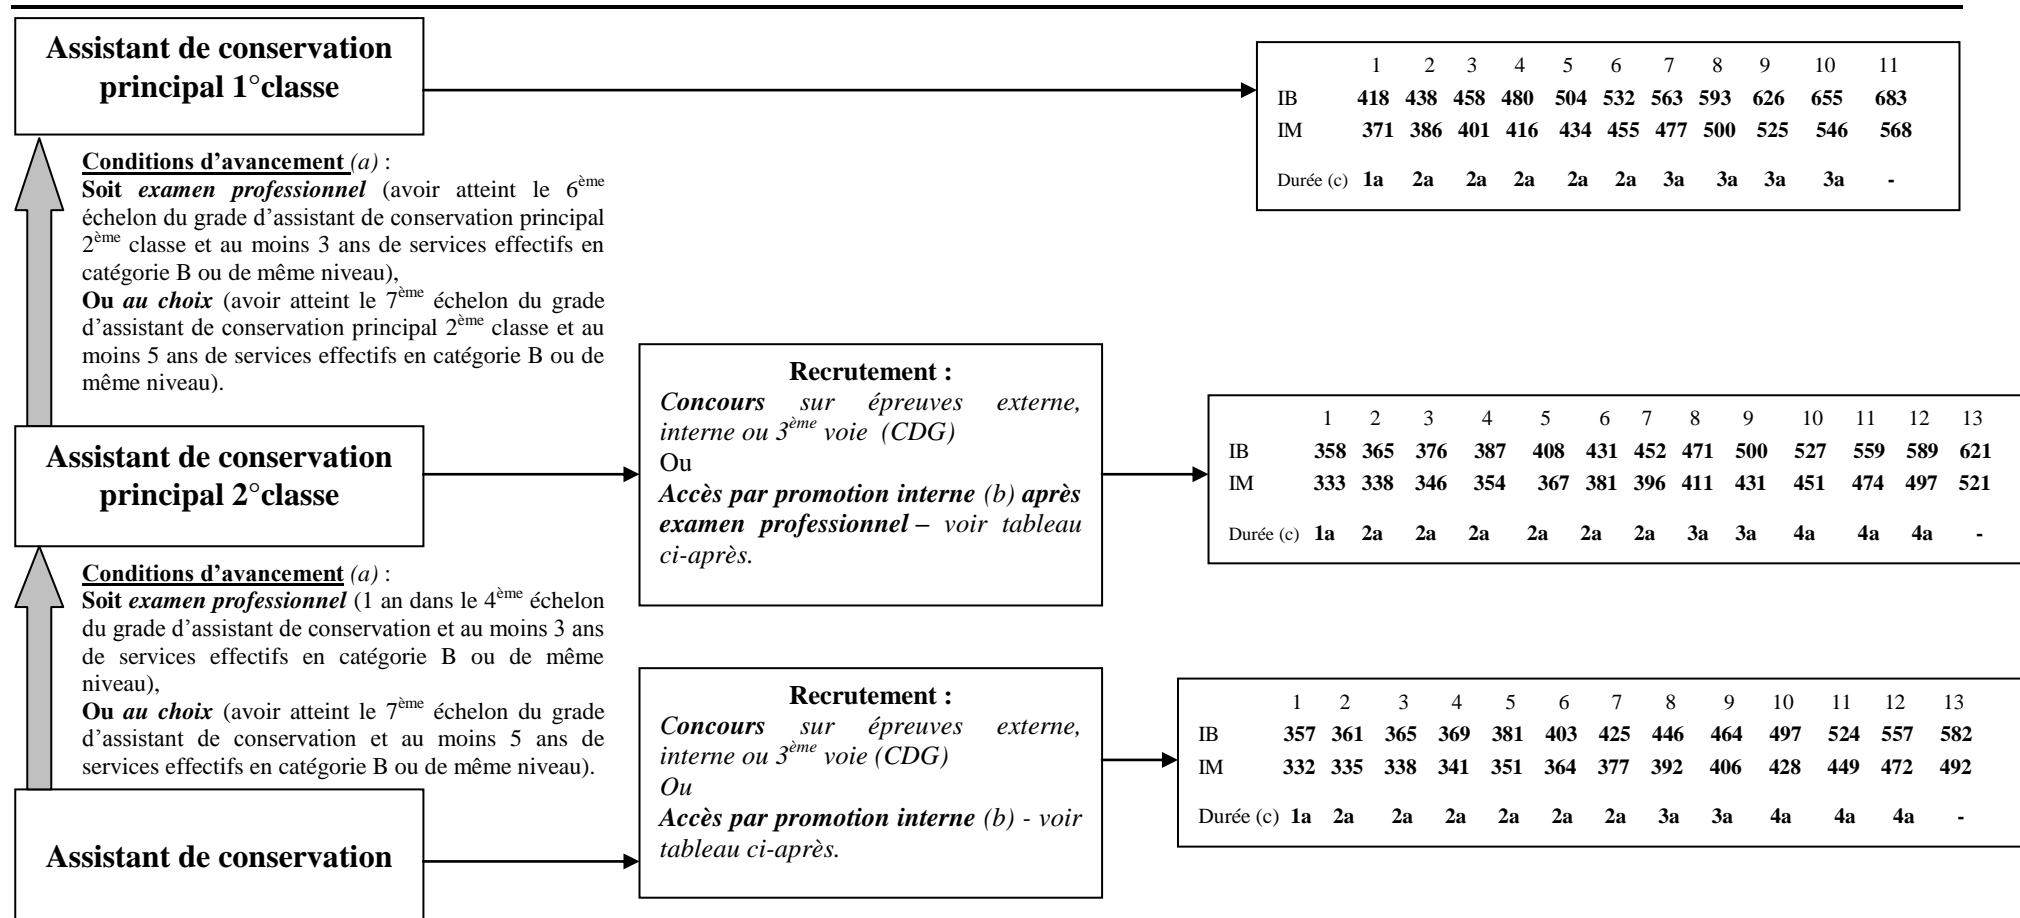 Assistant de conservation
principal 1°classe
1 2 3 4 5 6 7 8 9 10 11
IB 418 438 458 480 504 532 563 593 626 655 683
IM 371 386 401 416 434 455 477 500 525 546 568
Durée (c) 1a 2a 2a 2a 2a 2a 3a 3a 3a 3a -
Conditions d’avancement (a) :
Soit examen professionnel (avoir atteint le 6ème
échelon du grade d’assistant de conservation principal
2ème classe et au moins 3 ans de services effectifs en
catégorie B ou de même niveau),
Ou au choix (avoir atteint le 7ème échelon du grade
d’assistant de conservation principal 2ème classe et au
moins 5 ans de services effectifs en catégorie B ou de
même niveau).
Assistant de conservation
principal 2°classe
Recrutement :
Concours sur épreuves externe,
interne ou 3ème voie (CDG)
Ou
Accès par promotion interne (b) après
examen professionnel – voir tableau
ci-après.
1 2 3 4 5 6 7 8 9 10 11 12 13
IB 358 365 376 387 408 431 452 471 500 527 559 589 621
IM 333 338 346 354 367 381 396 411 431 451 474 497 521
Durée (c) 1a 2a 2a 2a 2a 2a 2a 3a 3a 4a 4a 4a -
Conditions d’avancement (a) :
Soit examen professionnel (1 an dans le 4ème échelon
du grade d’assistant de conservation et au moins 3 ans
de services effectifs en catégorie B ou de même
niveau),
Ou au choix (avoir atteint le 7ème échelon du grade
d’assistant de conservation et au moins 5 ans de
services effectifs en catégorie B ou de même niveau).
Assistant de conservation
Recrutement :
Concours sur épreuves externe,
interne ou 3ème voie (CDG)
Ou
Accès par promotion interne (b) - voir
tableau ci-après.
1 2 3 4 5 6 7 8 9 10 11 12 13
IB 357 361 365 369 381 403 425 446 464 497 524 557 582
IM 332 335 338 341 351 364 377 392 406 428 449 472 492
Durée (c) 1a 2a 2a 2a 2a 2a 2a 3a 3a 4a 4a 4a -